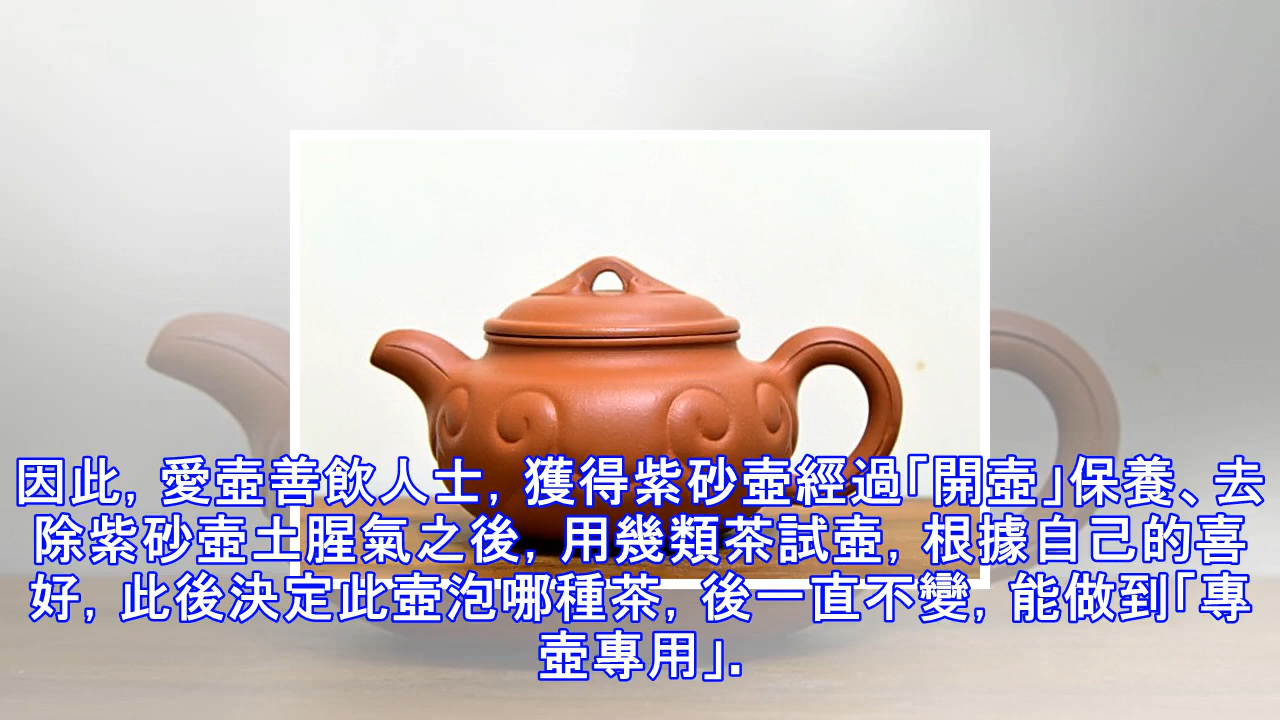 因此, 愛壺善飲人士, 獲得紫砂壺經過「開壺」保養、去
除紫砂壺土腥氣之後, 用幾類茶試壺, 根據自己的喜
好, 此後決定此壺泡哪種茶, 後一直不變, 能做到「專
壺專用」.